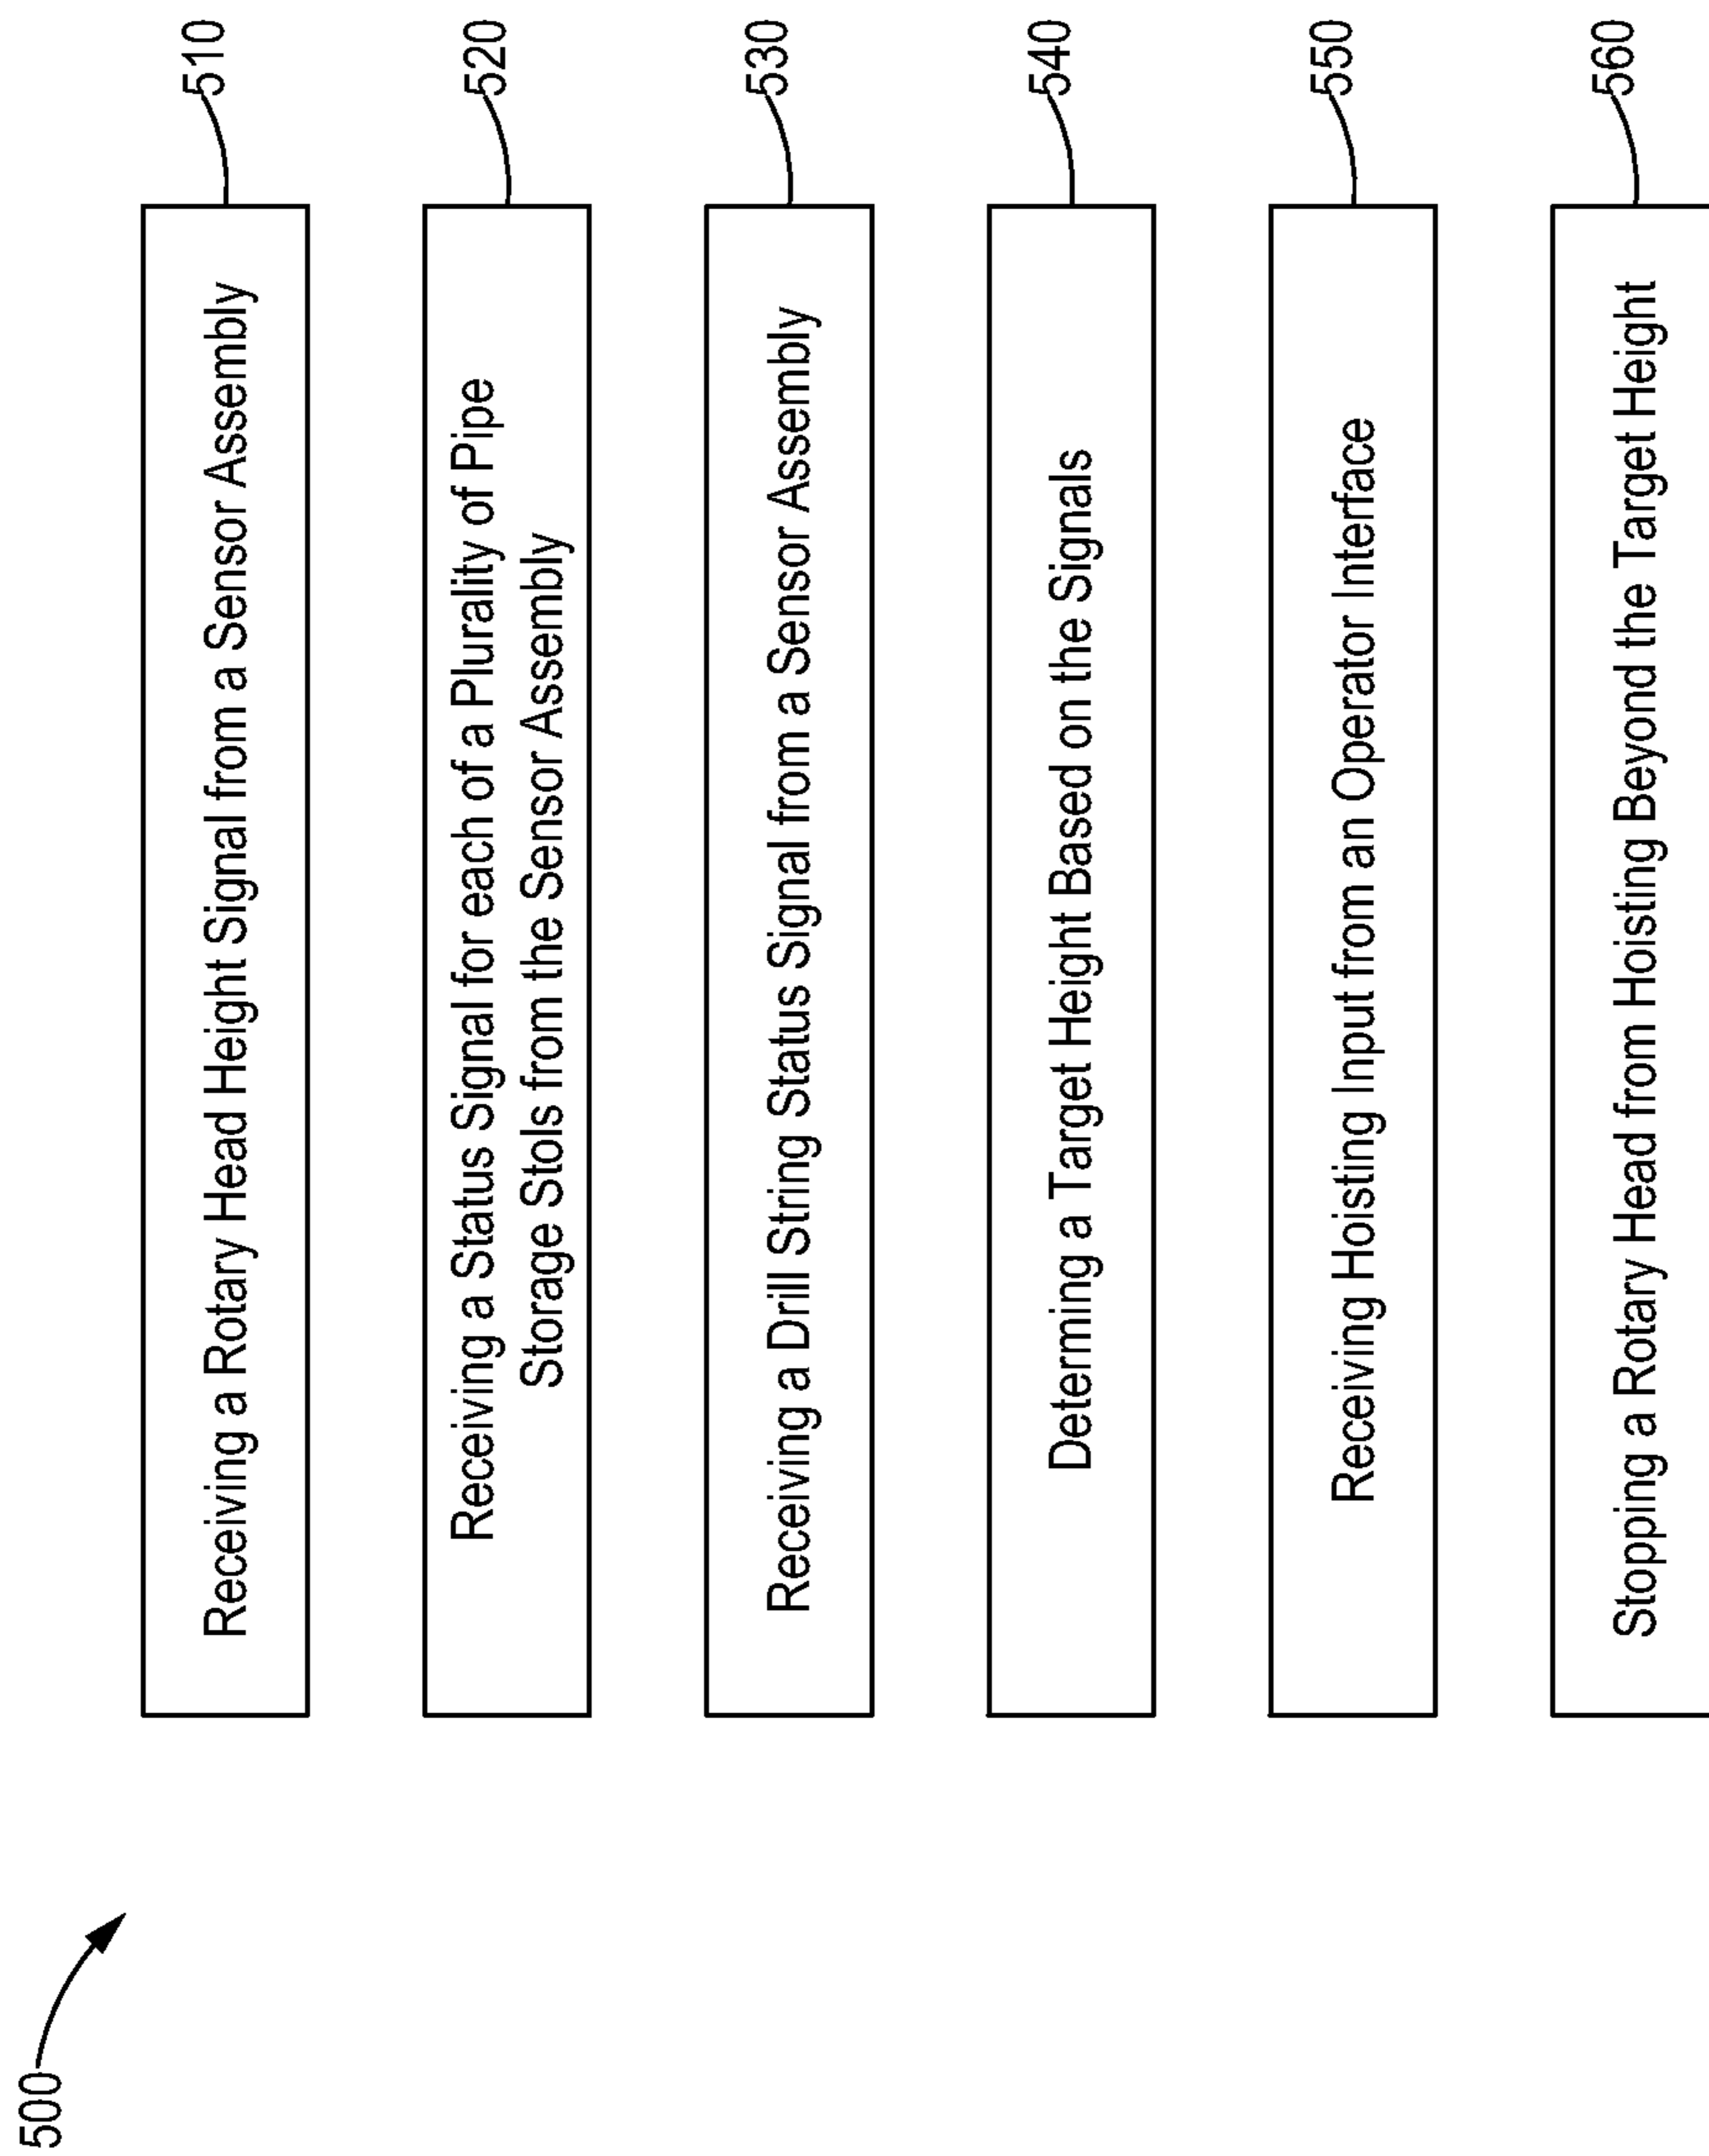 500
Receiving a Rotary Head Height Signal from a Sensor Assembly
510
Receiving a Status Signal for each of a Plurality of Pipe
Storage Stols from the Sensor Assembly
520
Receiving a Drill String Status Signal from a Sensor Assembly
530
Determining a Target Height Based on the Signals
540
Receiving Hoisting Input from an Operator Interface
550
Stopping a Rotary Head from Hoisting Beyond the Target Height
560